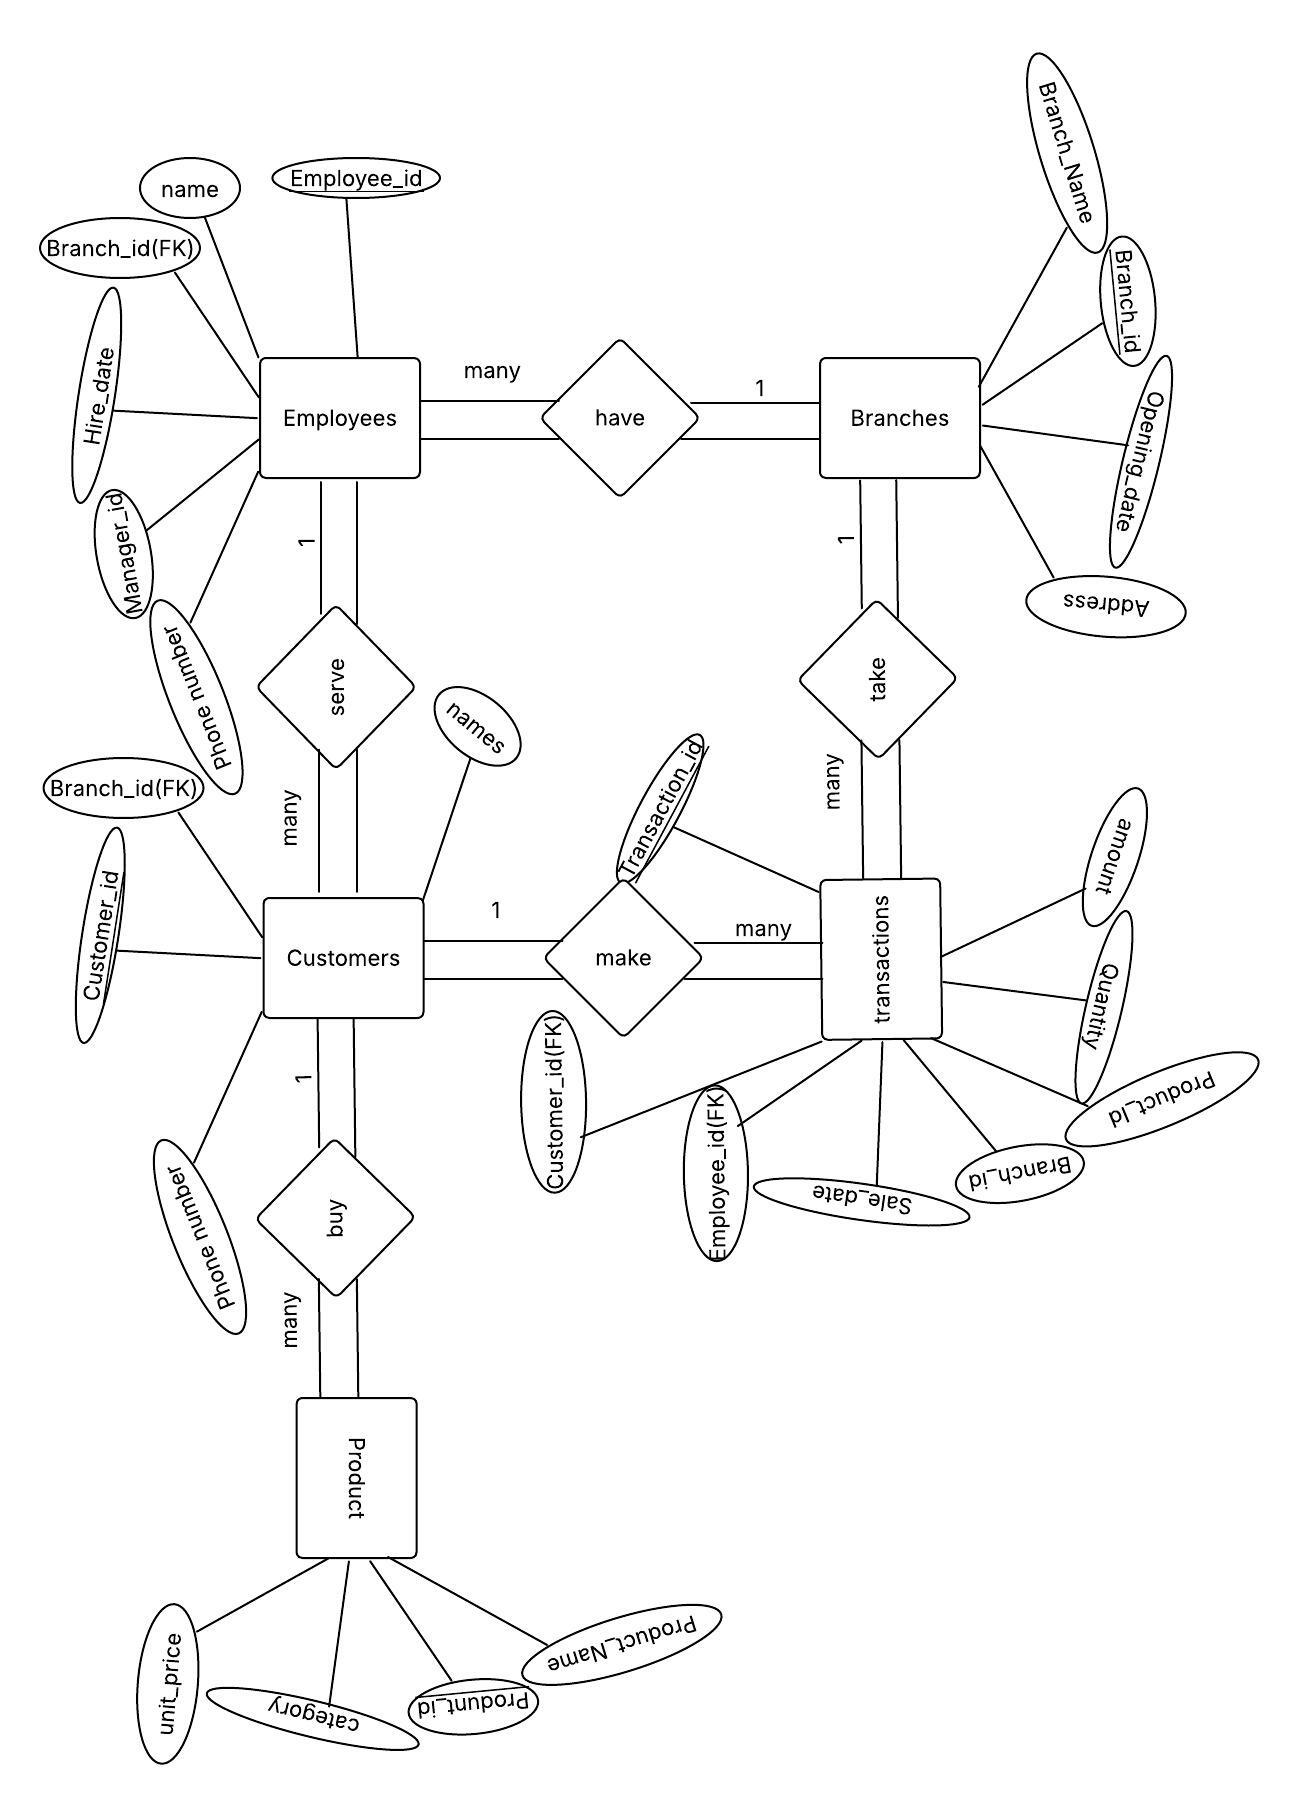 Branch_Name
name
Employee_id
Branch_id(FK)
Branch_id
Hire_date
Employees
many
have
1
Branches
Opening_date
Manager_id
1
1
Address
Phone number
serve
take
names
Branch_id(FK)
many
Transaction_id
many
amount
Customer_id
Customers
1
make
many
transactions
Quantity
1
Customer_id(FK)
Employee_id(FK)
Sale_date
Branch_id
Product_Id
Phone number
buy
many
Product
unit_price
category
Produnt_id
Product_Name